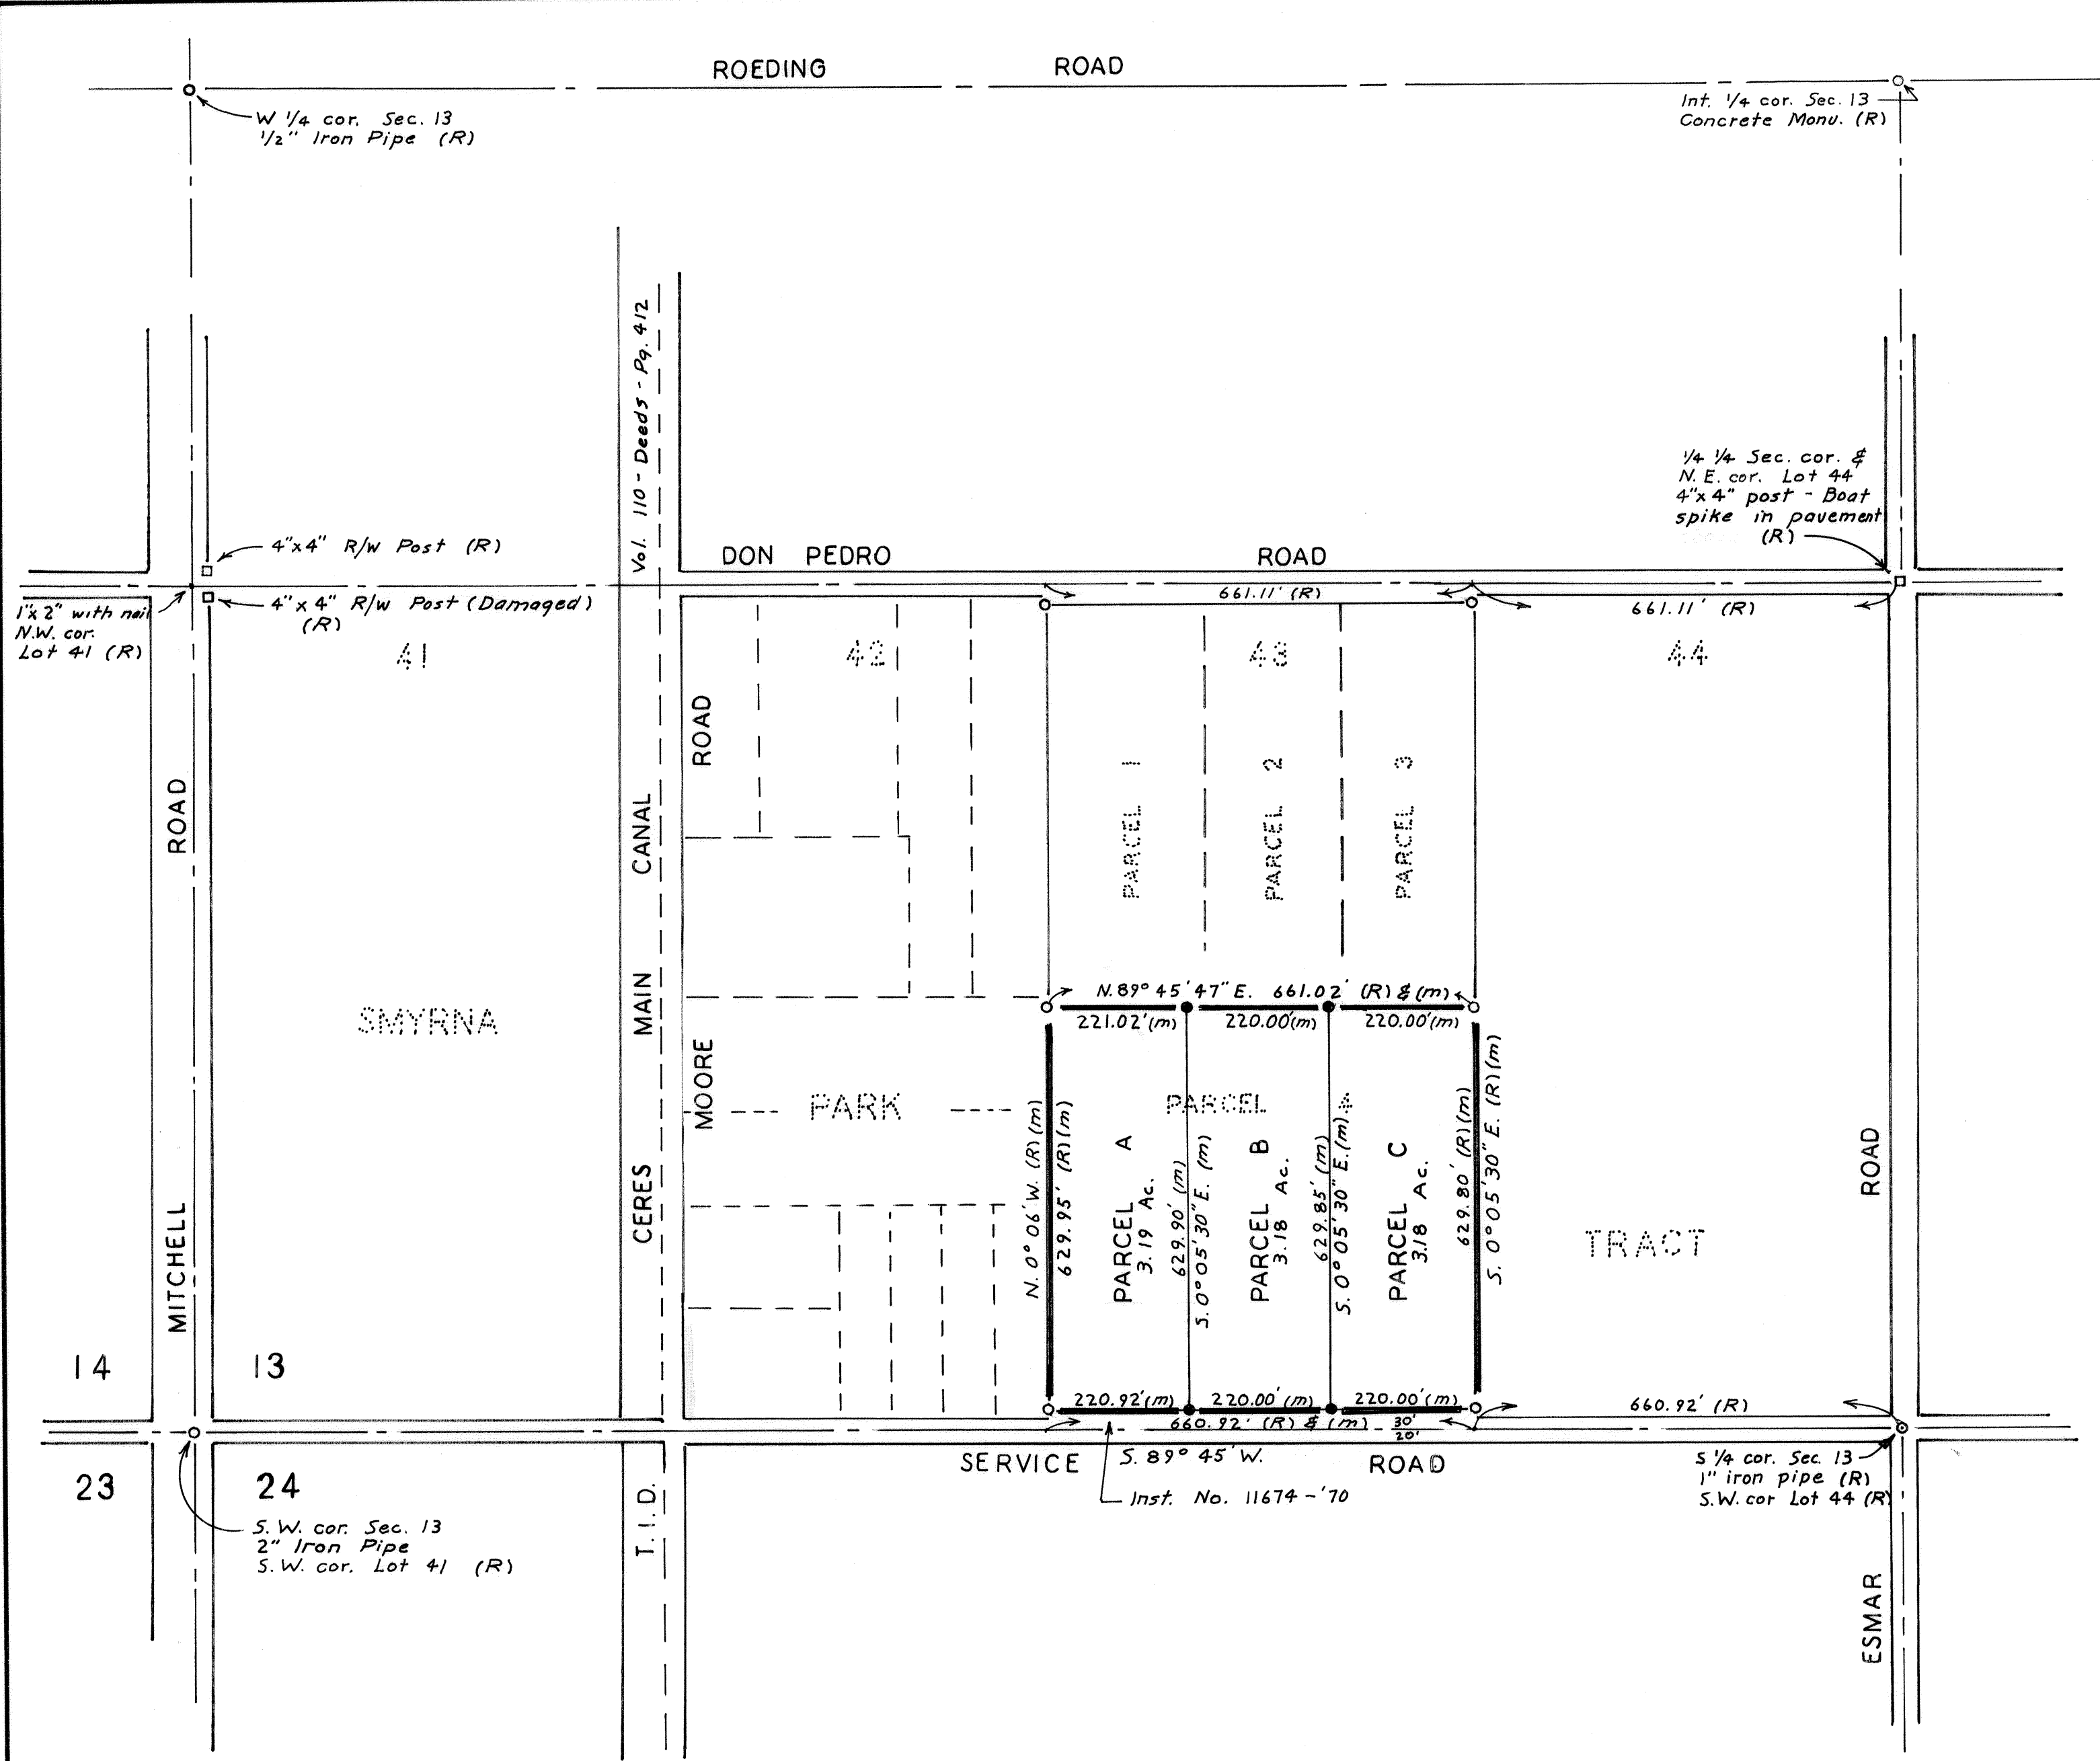 ROEDING ROAD
W 1/4 cor. Sec. 13
1/2" Iron Pipe (R)
Int. 1/4 cor. Sec. 13
Concrete Monu. (R)
Vol. 110 - Deeds - Pg. 412
1/4 1/4 Sec. cor. &
N. E. cor. Lot 44
4"x 4" post - Boat
spike in pavement
(R)
4"x4" R/W Post (R)
DON PEDRO ROAD
4"x 4" R/W Post (Damaged)
(R)
1"x 2" with nail
N.W. cor.
Lot 41 (R)
661.11' (R)
661.11' (R)
41
42
43
44
ROAD
MITCHELL
CERES MAIN CANAL
MOORE
ROAD
PARCEL 1
PARCEL 2
PARCEL 3
SMYRNA
PARK
TRACT
N. 89° 45' 47" E. 661.02' (R) & (m)
221.02' (m)
220.00' (m)
220.00' (m)
PARCEL 4
N. 0° 06' W. (R) (m)
629.95' (R) (m)
PARCEL A
3.19 Ac.
629.90' (m)
S. 0° 05' 30" E. (m)
PARCEL B
3.18 Ac.
629.85' (m)
S. 0° 05' 30" E. (m)
PARCEL C
3.18 Ac.
629.80' (R) (m)
S. 0° 05' 30" E. (R) (m)
ROAD
ESMAR
14
13
220.92' (m)
220.00' (m)
220.00' (m)
660.92' (R) & (m)
30'
20'
660.92' (R)
SERVICE ROAD
S. 89° 45' W.
Inst. No. 11674 - '70
23
24
S 1/4 cor. Sec. 13
1" iron pipe (R)
S.W. cor Lot 44 (R)
S. W. cor. Sec. 13
2" Iron Pipe
S. W. cor. Lot 41 (R)
T. I. D.